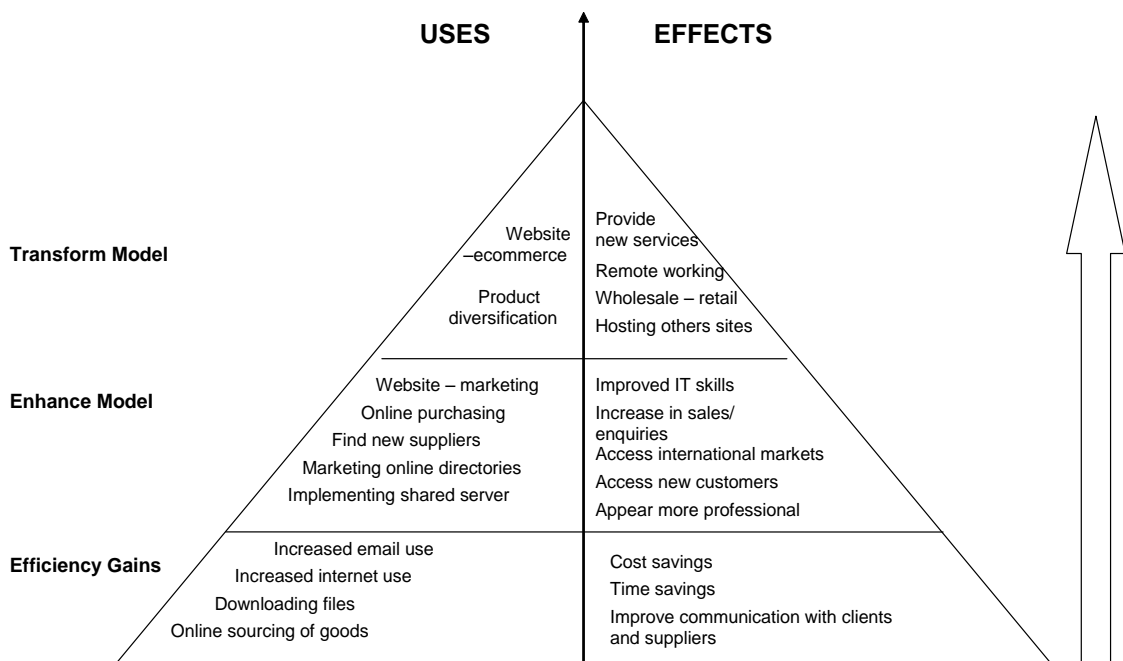 USES
EFFECTS
Transform Model
Website
–ecommerce
Product
diversification
Provide
new services
Remote working
Wholesale – retail
Hosting others sites
Enhance Model
Website – marketing
Online purchasing
Find new suppliers
Marketing online directories
Implementing shared server
Improved IT skills
Increase in sales/
enquiries
Access international markets
Access new customers
Appear more professional
Efficiency Gains
Increased email use
Increased internet use
Downloading files
Online sourcing of goods
Cost savings
Time savings
Improve communication with clients
and suppliers